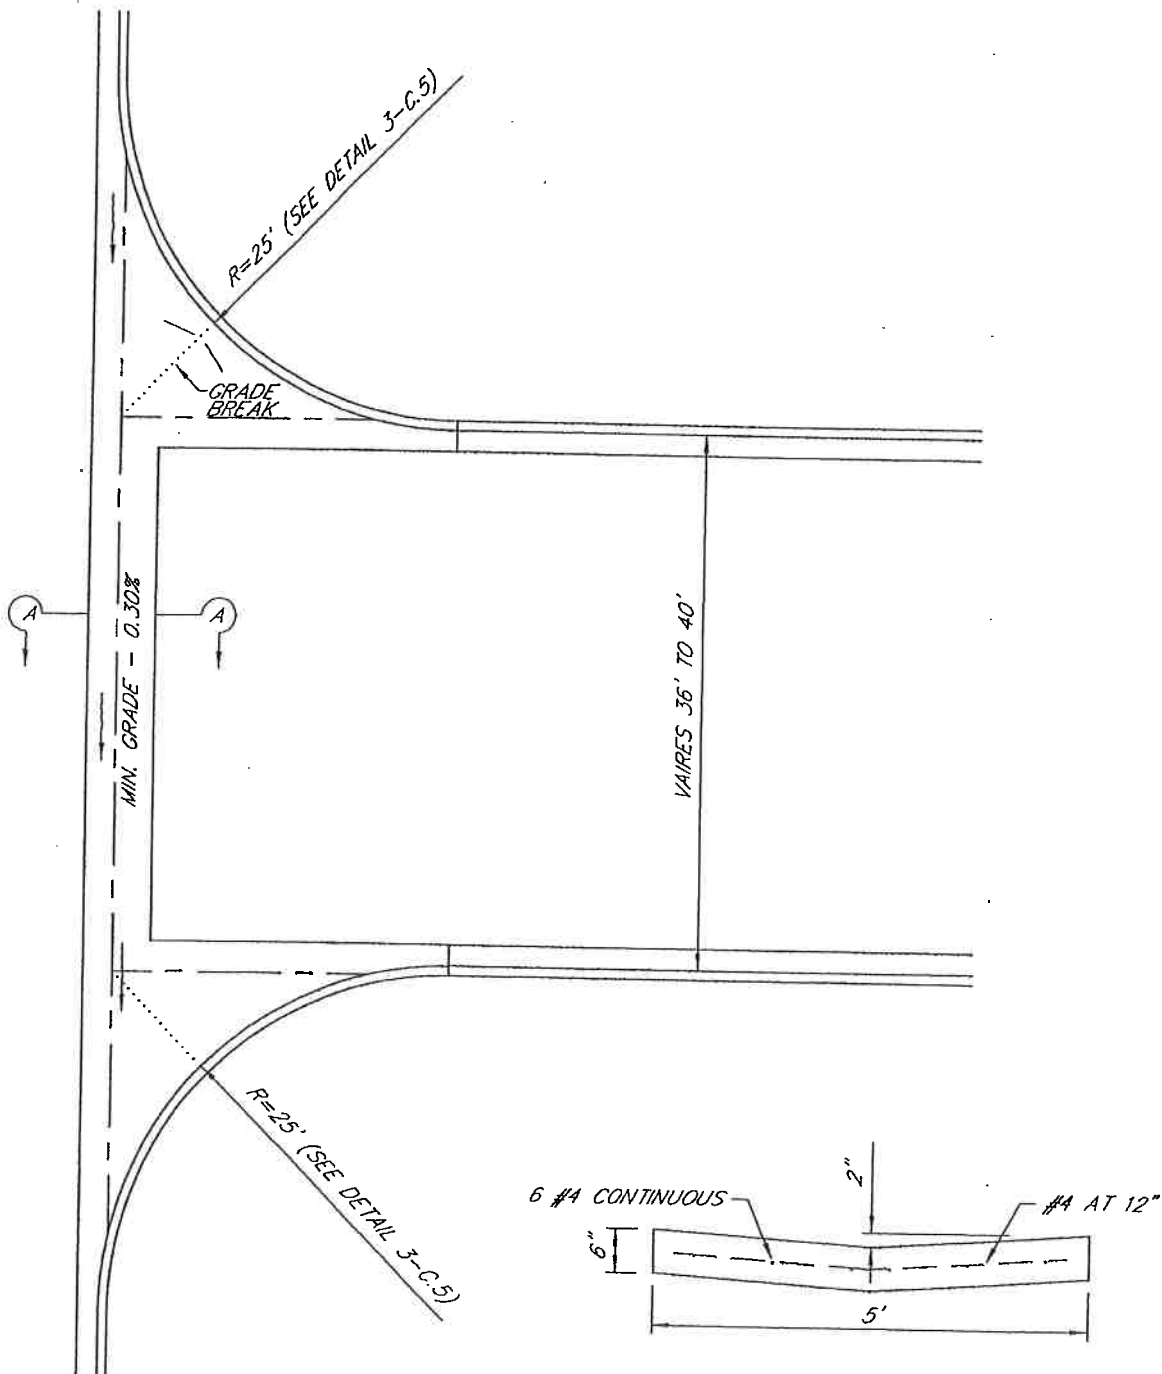 R=25' (SEE DETAIL 3-C.5)
GRADE
BREAK
A
A
MIN. GRADE - 0.30%
VAIRES 36' TO 40'
R=25' (SEE DETAIL 3-C.5)
2"
6 #4 CONTINUOUS
#4 AT 12"
6"
5'